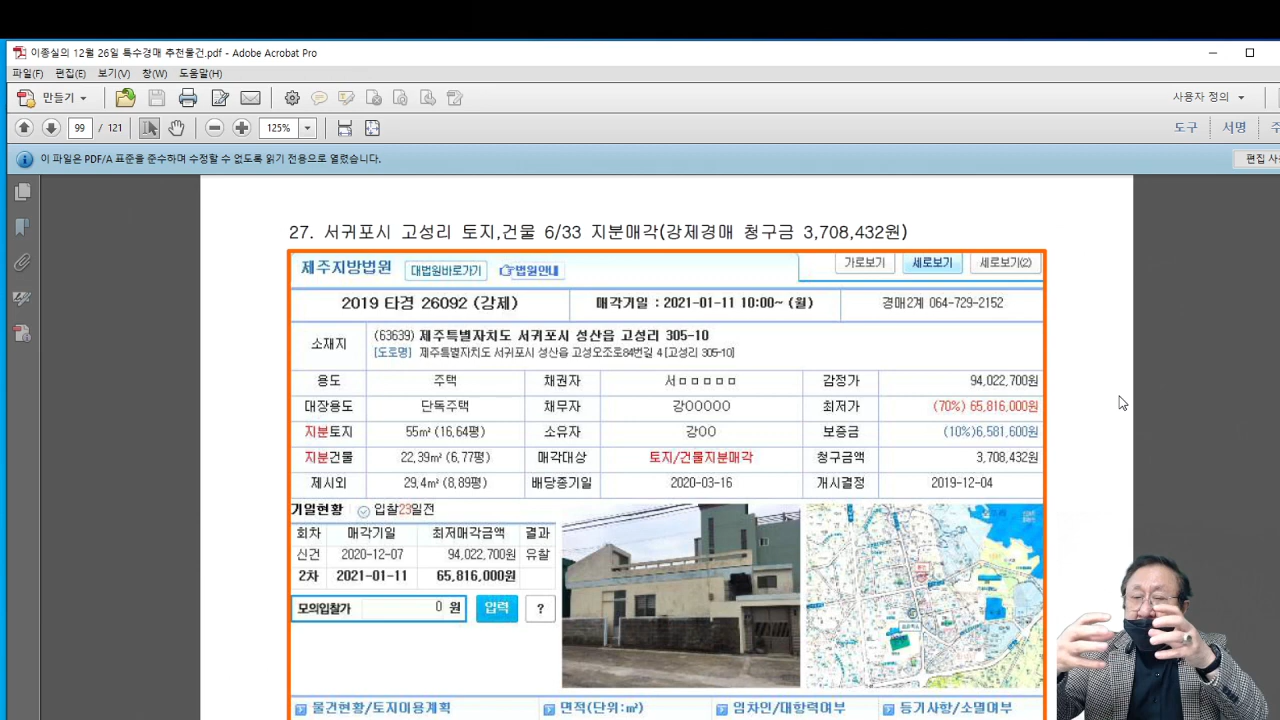 이종실의 12월 26일 특수경매 추천물건.pdf - Adobe Acrobat Pro
파일(F) 편집(E) 보기(V) 창(W) 도움말(H)
만들기 사용자 정의
99 / 121 125% 도구 서명
이 파일은 PDF/A 표준을 준수하며 수정할 수 없도록 읽기 전용으로 열렸습니다. 편집 사
27. 서귀포시 고성리 토지,건물 6/33 지분매각(강제경매 청구금 3,708,432원)
제주지방법원 대법원바로가기 법원안내 가로보기 세로보기 세로보기(2)
2019 타경 26092 (강제) 매각기일 : 2021-01-11 10:00~ (월) 경매2계 064-729-2152
소재지 (63639) 제주특별자치도 서귀포시 성산읍 고성리 305-10
[도로명] 제주특별자치도 서귀포시 성산읍 고성오조로84번길 4 [고성리 305-10]
용도 주택 채권자 서ㅁㅁㅁㅁㅁ 감정가 94,022,700원
대장용도 단독주택 채무자 강OOOOO 최저가 (70%) 65,816,000원
지분토지 55㎡ (16.64평) 소유자 강OO 보증금 (10%)6,581,600원
지분건물 22.39㎡ (6.77평) 매각대상 토지/건물지분매각 청구금액 3,708,432원
제시외 29.4㎡ (8.89평) 배당종기일 2020-03-16 개시결정 2019-12-04
기일현황 입찰23일전
회차 매각기일 최저매각금액 결과
신건 2020-12-07 94,022,700원 유찰
2차 2021-01-11 65,816,000원
모의입찰가 0 원 입력 ?
물건현황/토지이용계획 면적(단위:㎡) 임차인/대항력여부 등기사항/소멸여부